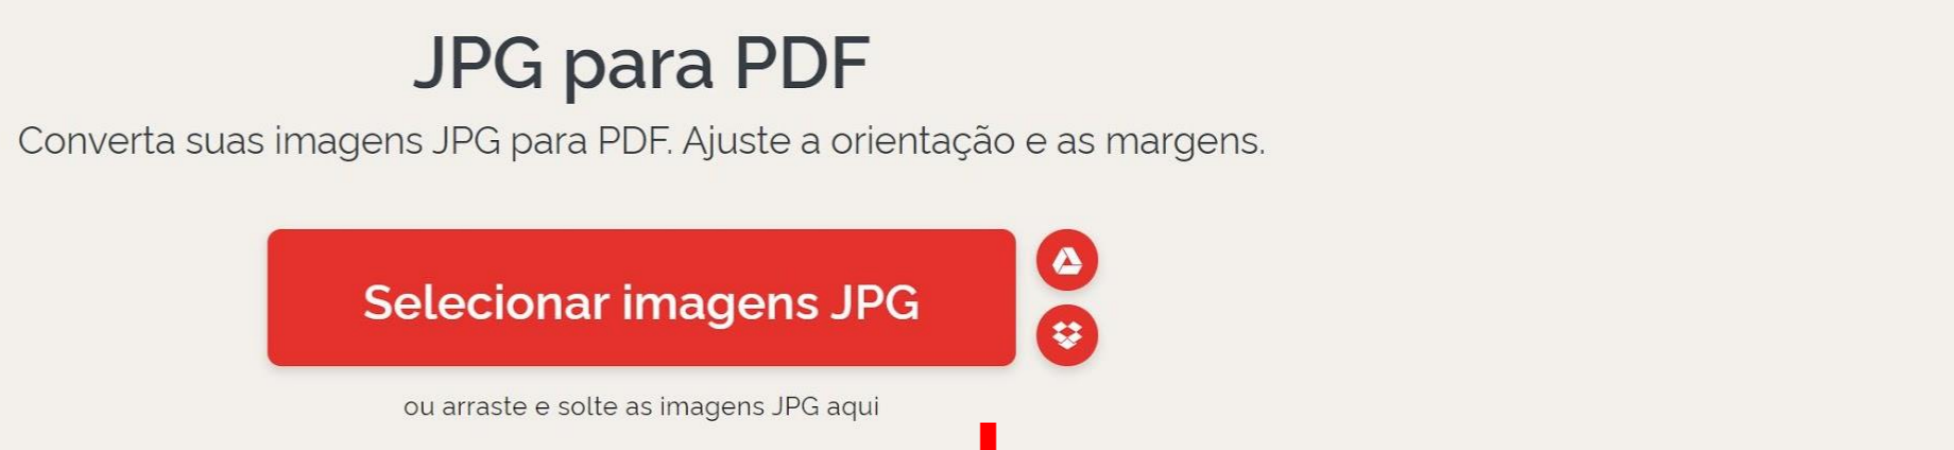 JPG para PDF
Converta suas imagens JPG para PDF. Ajuste a orientação e as margens.
Selecionar imagens JPG
ou arraste e solte as imagens JPG aqui